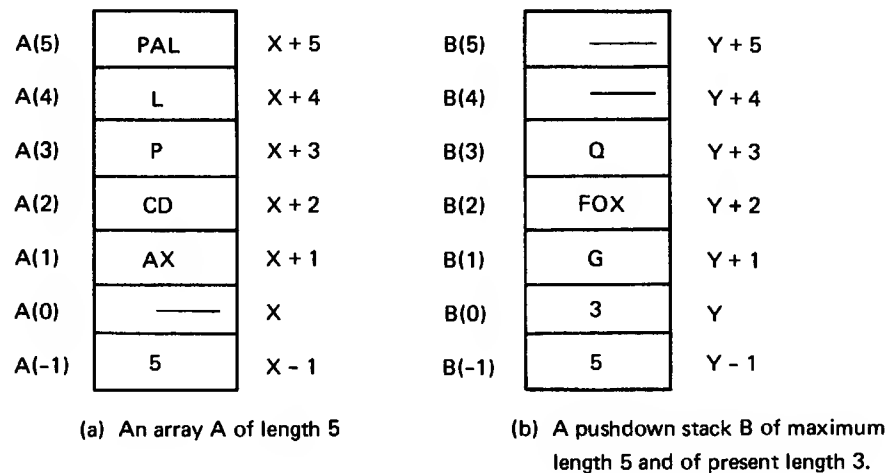 A(5) PAL X + 5 B(5) Y + 5
A(4) L X + 4 B(4) Y + 4
A(3) P X + 3 B(3) Q Y + 3
A(2) CD X + 2 B(2) FOX Y + 2
A(1) AX X + 1 B(1) G Y + 1
A(0) X B(0) 3 Y
A(-1) 5 X - 1 B(-1) 5 Y - 1
(a) An array A of length 5
(b) A pushdown stack B of maximum
length 5 and of present length 3.